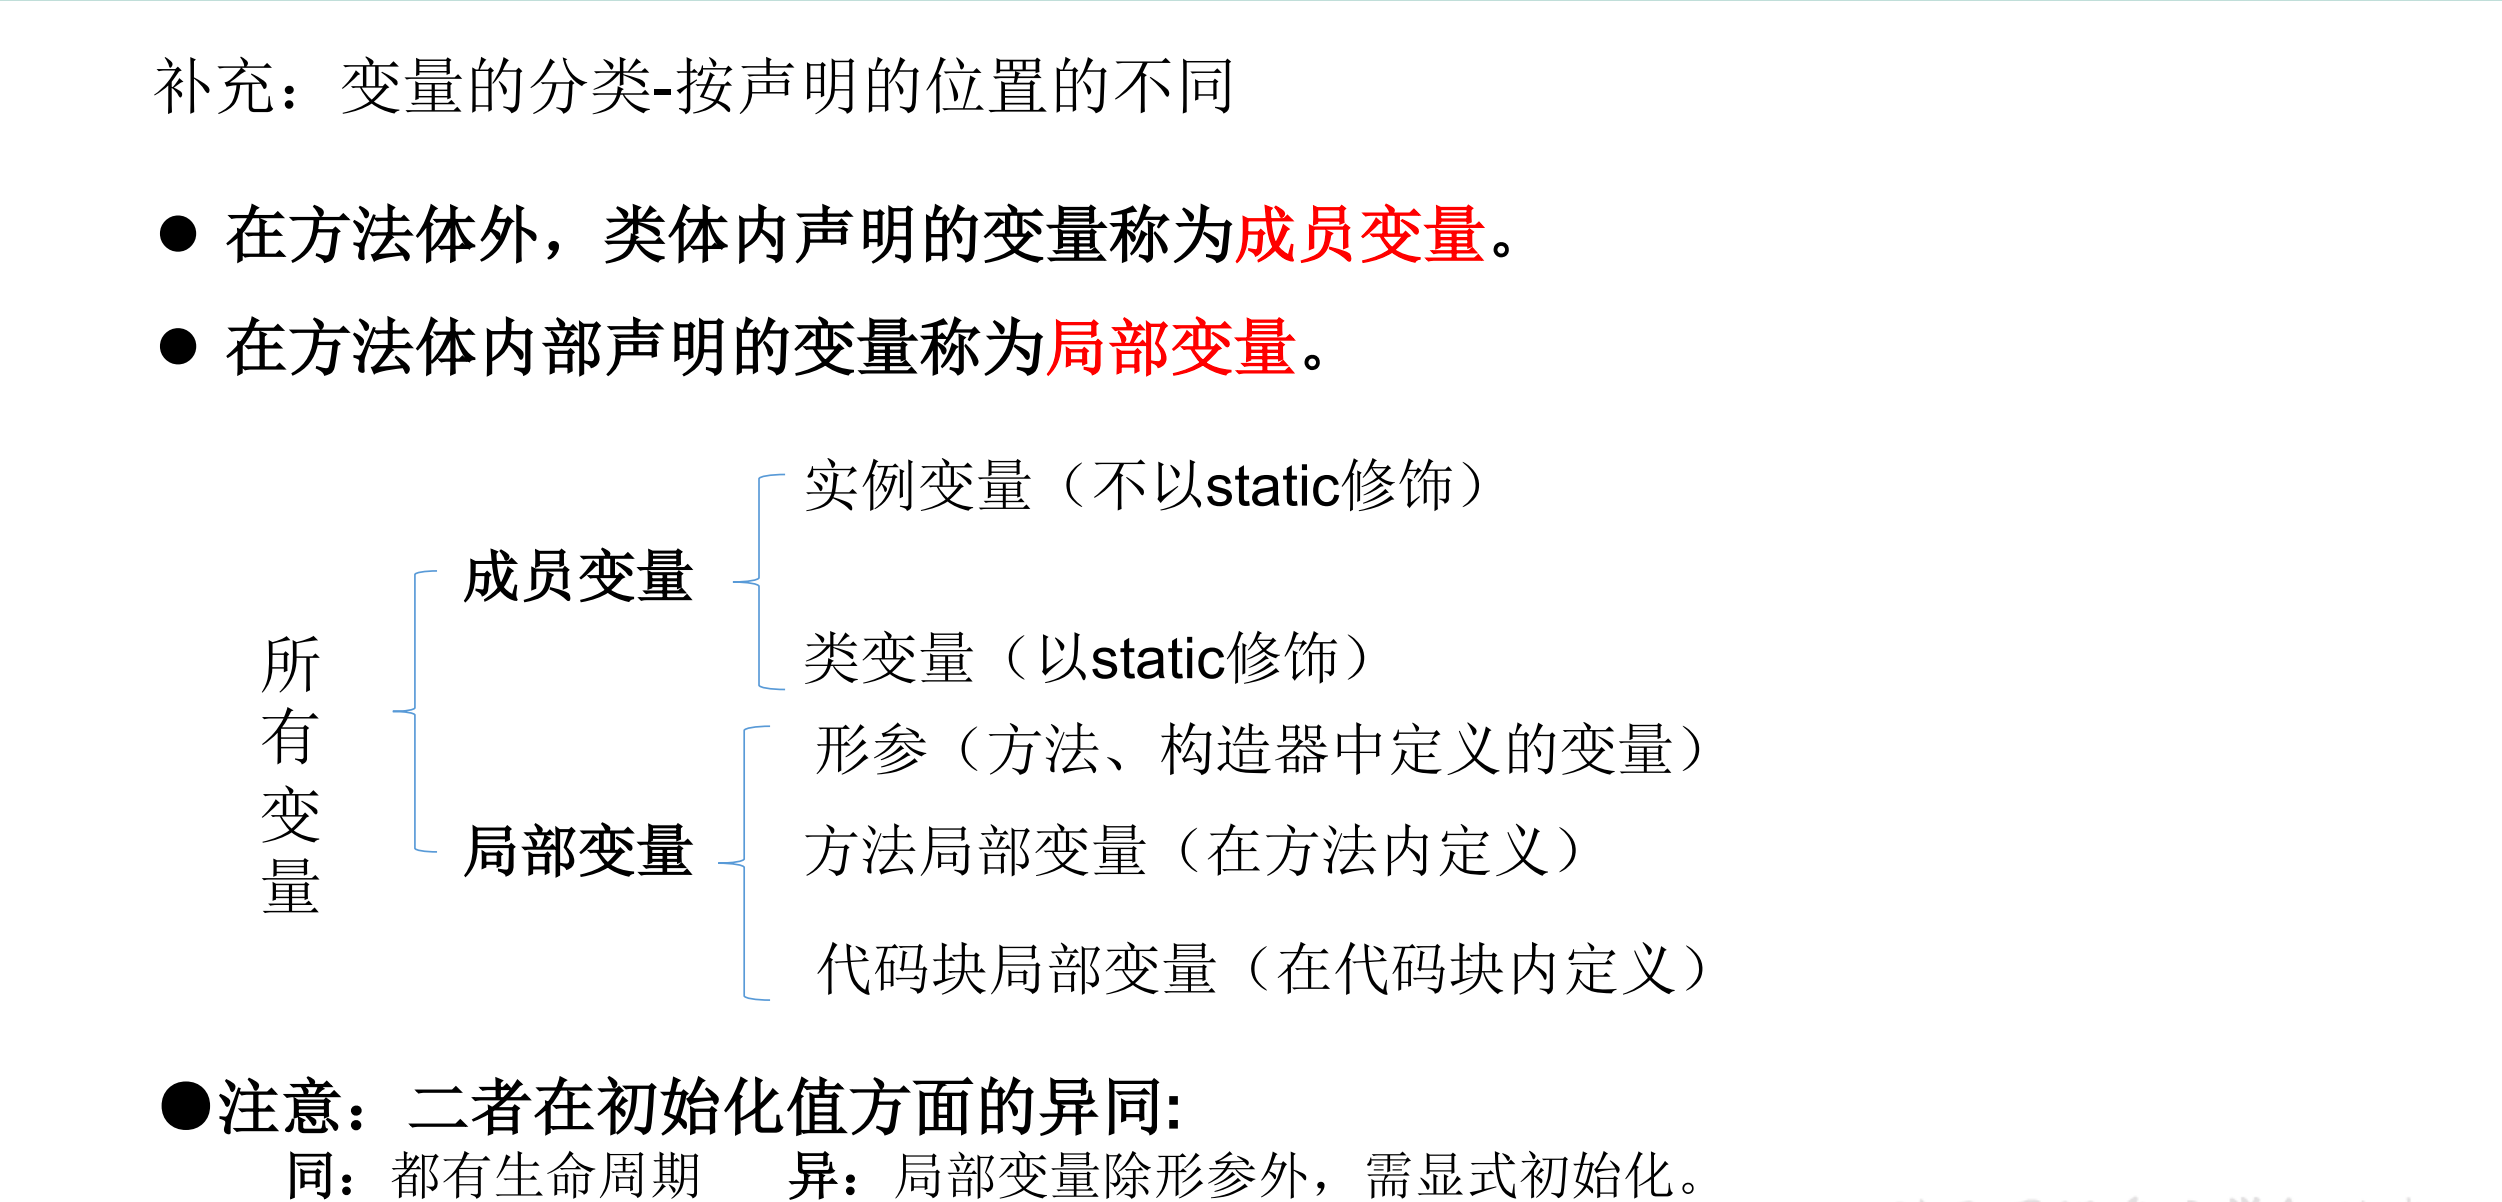 补充：变量的分类-按声明的位置的不同
●在方法体外，类体内声明的变量称为成员变量。
●在方法体内部声明的变量称为局部变量。
所有变量
成员变量
实例变量（不以static修饰）
类变量（以static修饰）
局部变量
形参（方法、构造器中定义的变量）
方法局部变量（在方法内定义）
代码块局部变量（在代码块内定义）
●注意：二者在初始化值方面的异同:
同：都有生命周期 异：局部变量除形参外，需显式初始化。